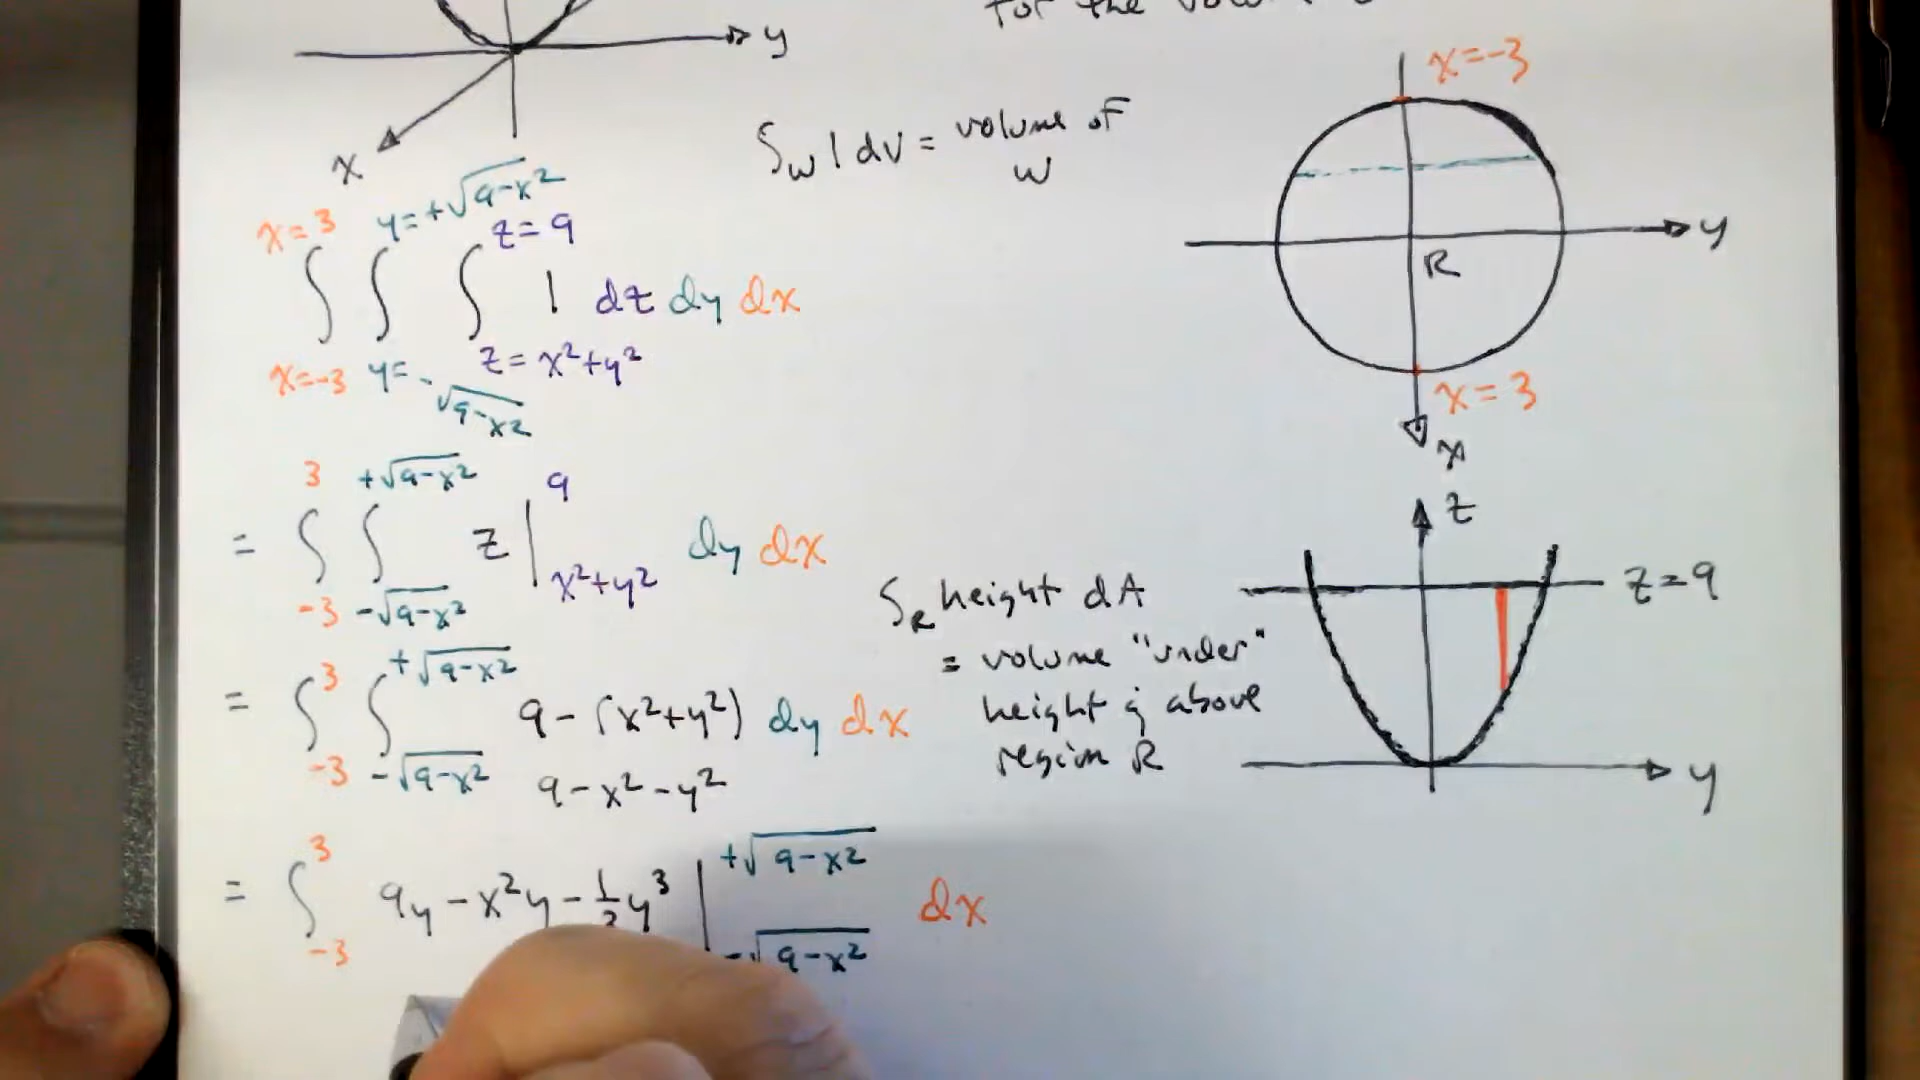 for the
y
x
∫_W 1 dV = volume of
W
x=-3
y
R
x=3
x
x=3 y=+√(9-x²)
z=9
∫ ∫ ∫ 1 dz dy dx
x=-3 y=-√(9-x²) z=x²+y²
3 +√(9-x²) 9
= ∫ ∫ z | dy dx
-3 -√(9-x²) x²+y²
3 +√(9-x²)
= ∫ ∫ 9-(x²+y²) dy dx
-3 -√(9-x²) 9-x²-y²
3 +√(9-x²)
= ∫ 9y-x²y-1/3y³ | dx
-3 -√(9-x²)
∫_R height dA
= volume "under"
height & above
region R
z
z=9
y